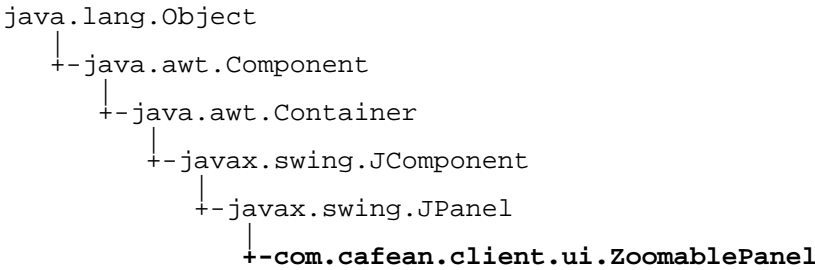 java.lang.Object
|
+-java.awt.Component
|
+-java.awt.Container
|
+-javax.swing.JComponent
|
+-javax.swing.JPanel
|
+-com.cafean.client.ui.ZoomablePanel